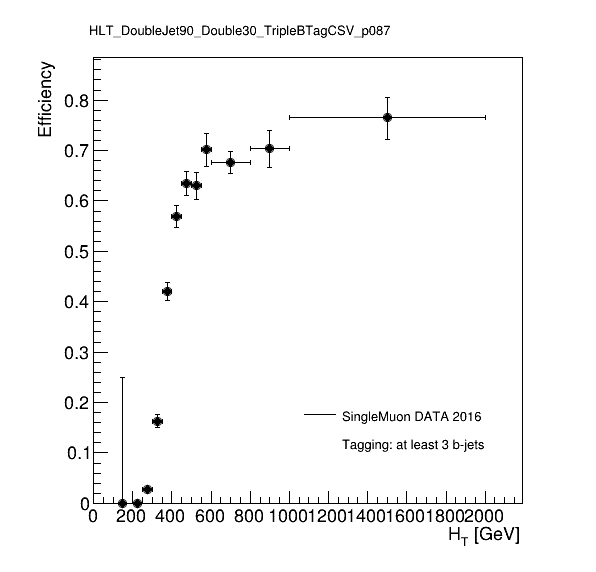 HLT_DoubleJet90_Double30_TripleBTagCSV_p087
Efficiency
0.8
0.7
0.6
0.5
0.4
0.3
0.2
0.1
0
SingleMuon DATA 2016
Tagging: at least 3 b-jets
0 200 400 600 800 1000 1200 1400 1600 1800 2000
H_T [GeV]